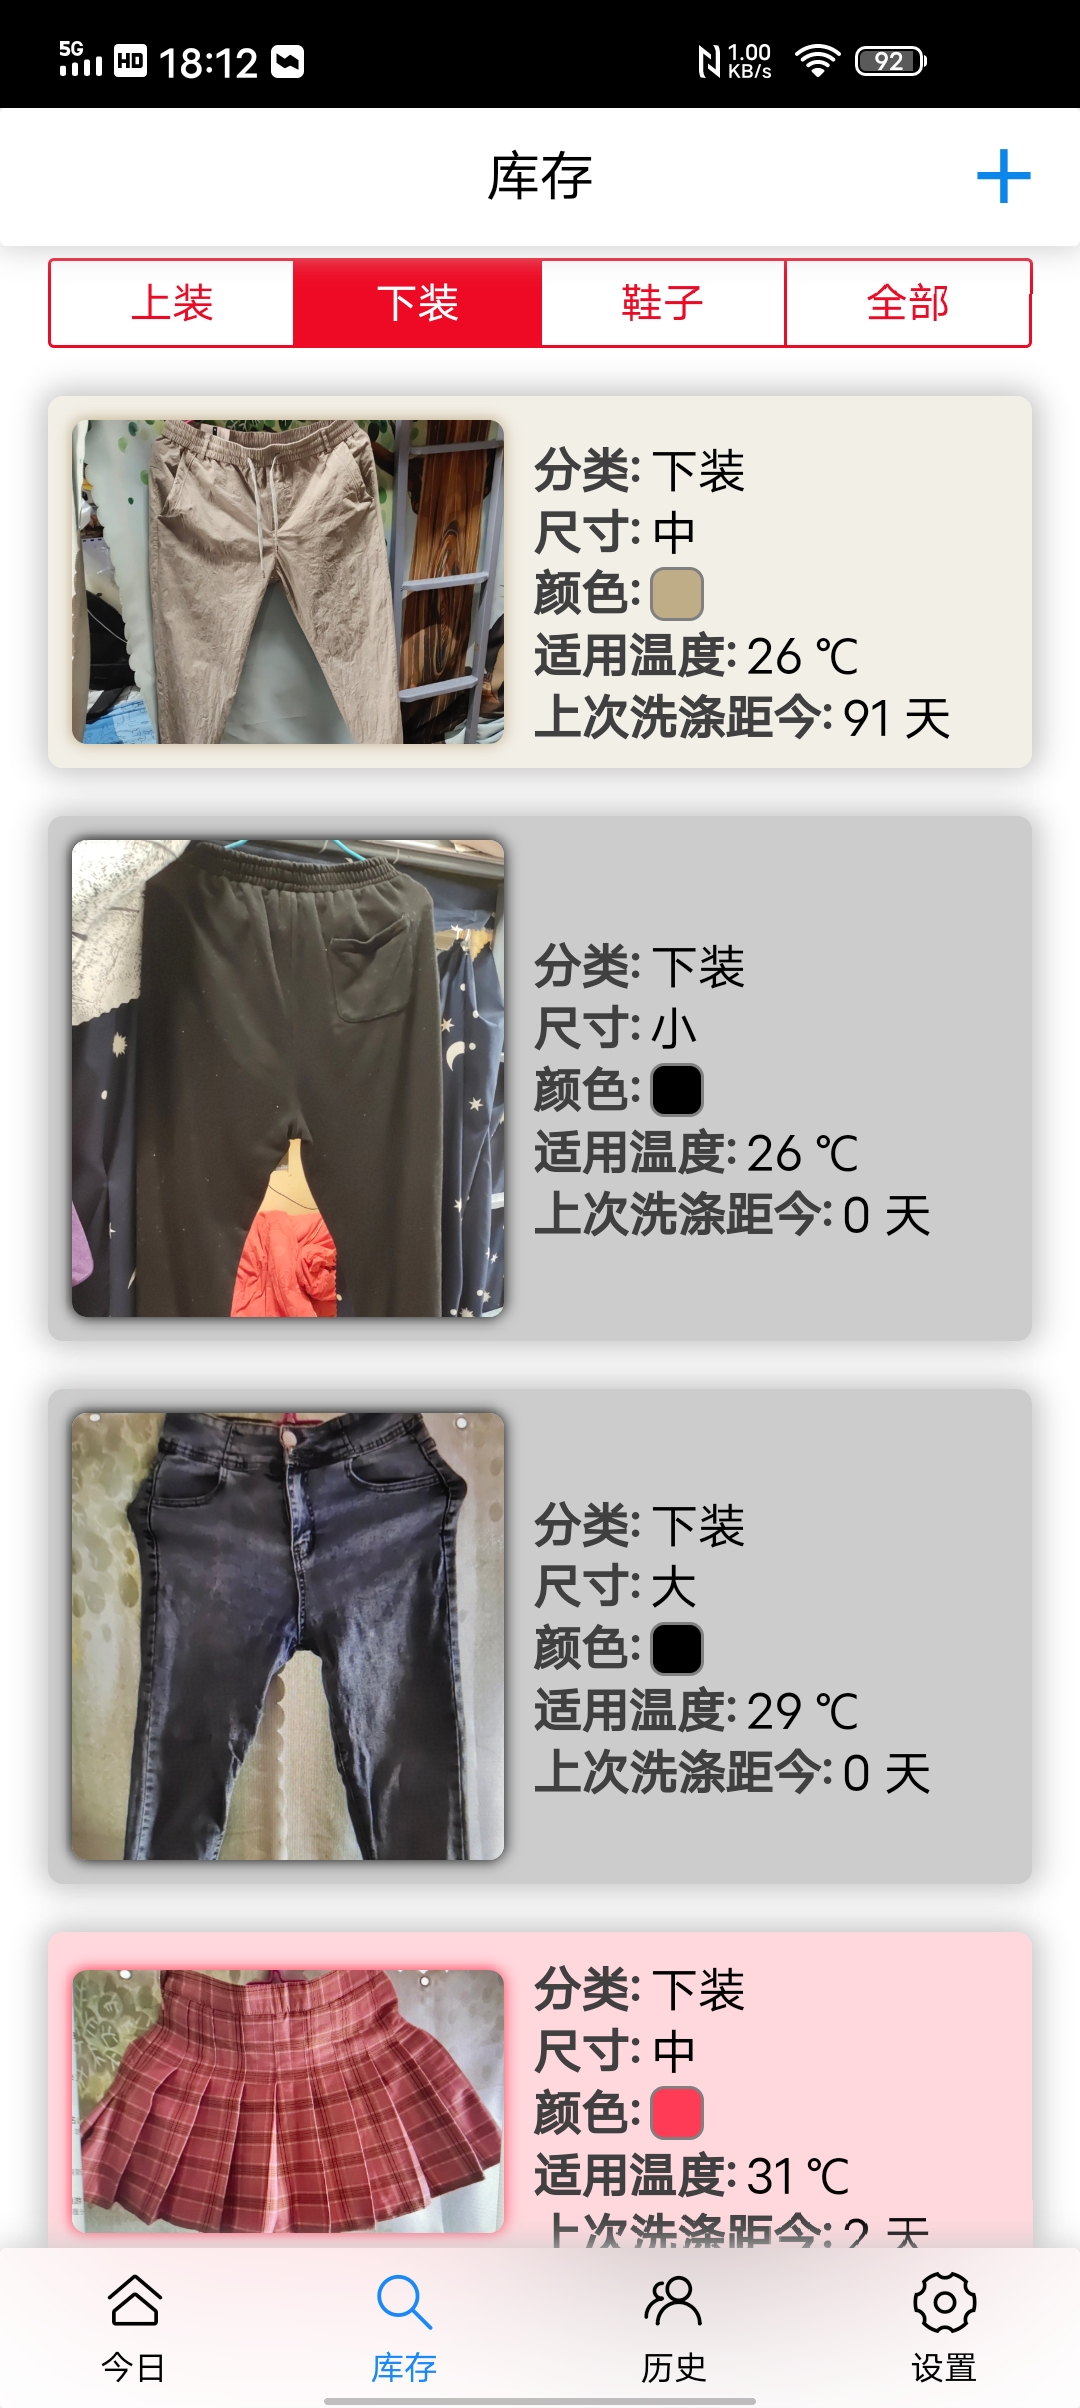 5G HD 18:12 1.00 KB/s 92
库存
上装 下装 鞋子 全部
分类: 下装
尺寸: 中
颜色:
适用温度: 26 ℃
上次洗涤距今: 91 天
分类: 下装
尺寸: 小
颜色:
适用温度: 26 ℃
上次洗涤距今: 0 天
分类: 下装
尺寸: 大
颜色:
适用温度: 29 ℃
上次洗涤距今: 0 天
分类: 下装
尺寸: 中
颜色:
适用温度: 31 ℃
上次洗涤距今: 2 天
今日 库存 历史 设置